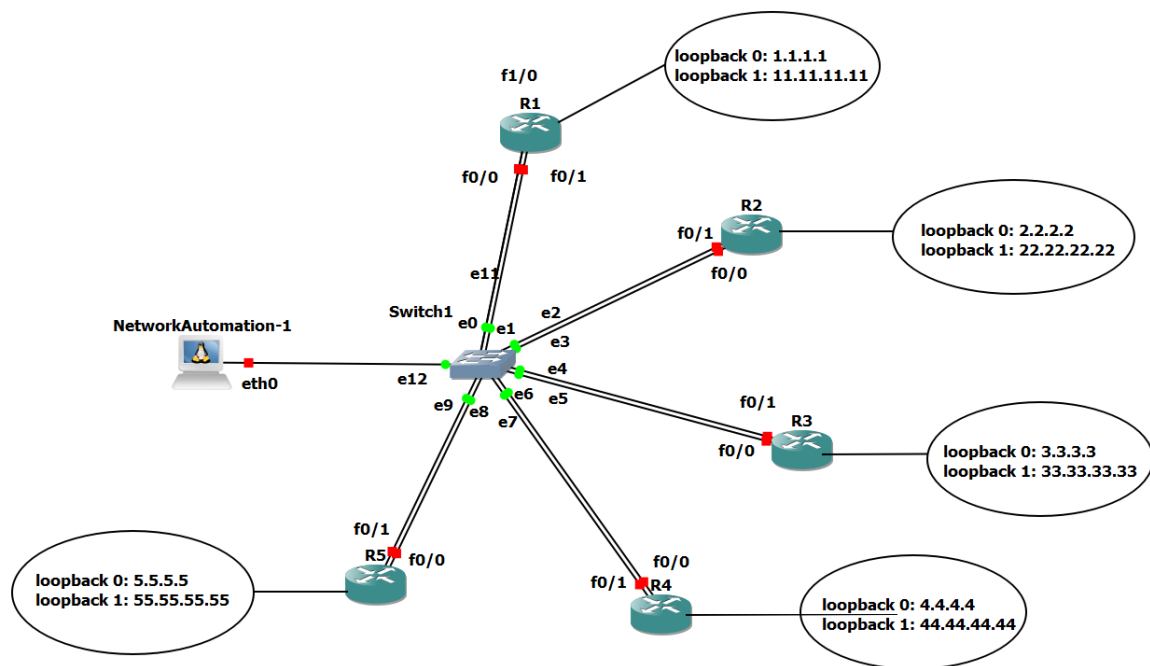 loopback 0: 1.1.1.1
loopback 1: 11.11.11.11
f1/0
R1
f0/0
f0/1
R2
loopback 0: 2.2.2.2
loopback 1: 22.22.22.22
f0/1
f0/0
e11
Switch1
e0
e1
e2
e3
NetworkAutomation-1
eth0
e12
e4
e5
e6
e7
e9
e8
f0/1
R3
f0/0
loopback 0: 3.3.3.3
loopback 1: 33.33.33.33
f0/1
R5
f0/0
loopback 0: 5.5.5.5
loopback 1: 55.55.55.55
f0/0
f0/1
R4
loopback 0: 4.4.4.4
loopback 1: 44.44.44.44